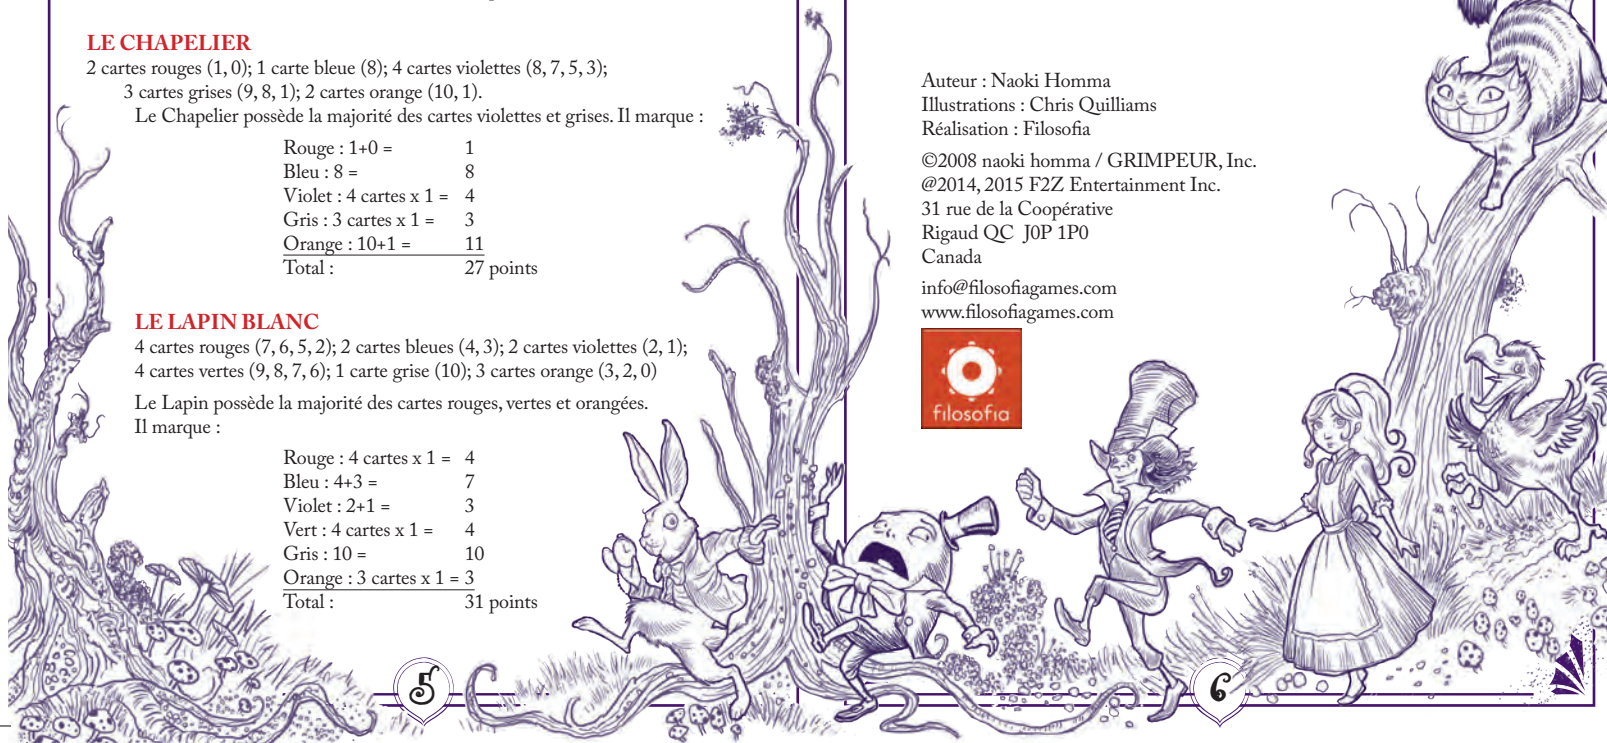 LE CHAPELIER
2 cartes rouges (1, 0); 1 carte bleue (8); 4 cartes violettes (8, 7, 5, 3);
3 cartes grises (9, 8, 1); 2 cartes orange (10, 1).
Le Chapelier possède la majorité des cartes violettes et grises. Il marque :
Rouge : 1+0 = 1
Bleu : 8 = 8
Violet : 4 cartes x 1 = 4
Gris : 3 cartes x 1 = 3
Orange : 10+1 = 11
Total : 27 points
LE LAPIN BLANC
4 cartes rouges (7, 6, 5, 2); 2 cartes bleues (4, 3); 2 cartes violettes (2, 1);
4 cartes vertes (9, 8, 7, 6); 1 carte grise (10); 3 cartes orange (3, 2, 0)
Le Lapin possède la majorité des cartes rouges, vertes et orangées.
Il marque :
Rouge : 4 cartes x 1 = 4
Bleu : 4+3 = 7
Violet : 2+1 = 3
Vert : 4 cartes x 1 = 4
Gris : 10 = 10
Orange : 3 cartes x 1 = 3
Total : 31 points
5
Auteur : Naoki Homma
Illustrations : Chris Quilliams
Réalisation : Filosofia
©2008 naoki homma / GRIMPEUR, Inc.
@2014, 2015 F2Z Entertainment Inc.
31 rue de la Coopérative
Rigaud QC J0P 1P0
Canada
info@filosofiagames.com
www.filosofiagames.com
filosofia
6